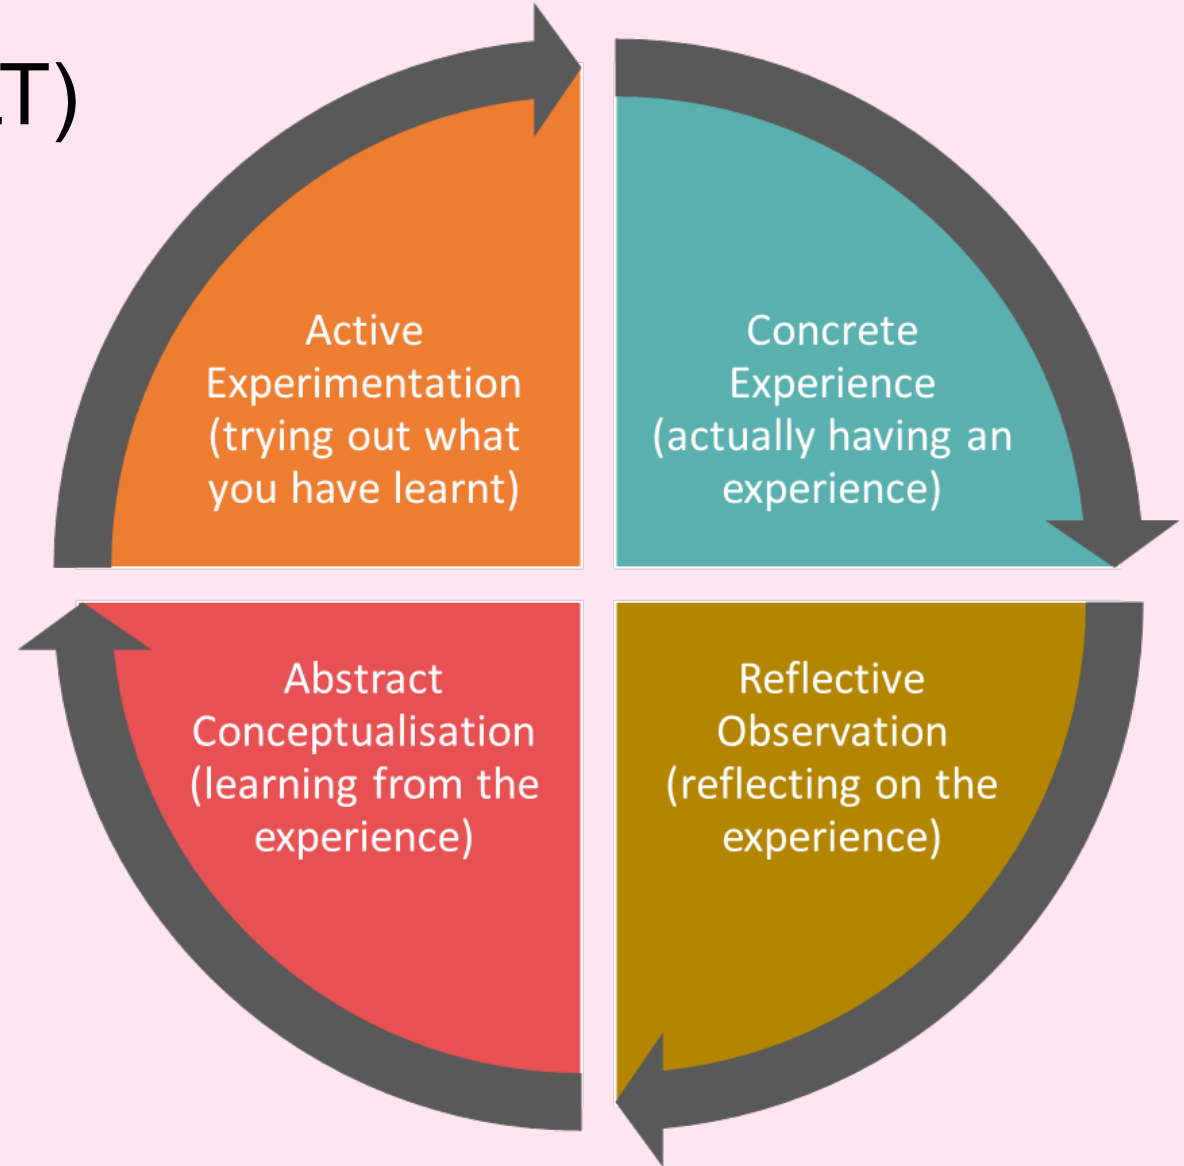 T)
Active
Experimentation
(trying out what
you have learnt)
Concrete
Experience
(actually having an
experience)
Abstract
Conceptualisation
(learning from the
experience)
Reflective
Observation
(reflecting on the
experience)